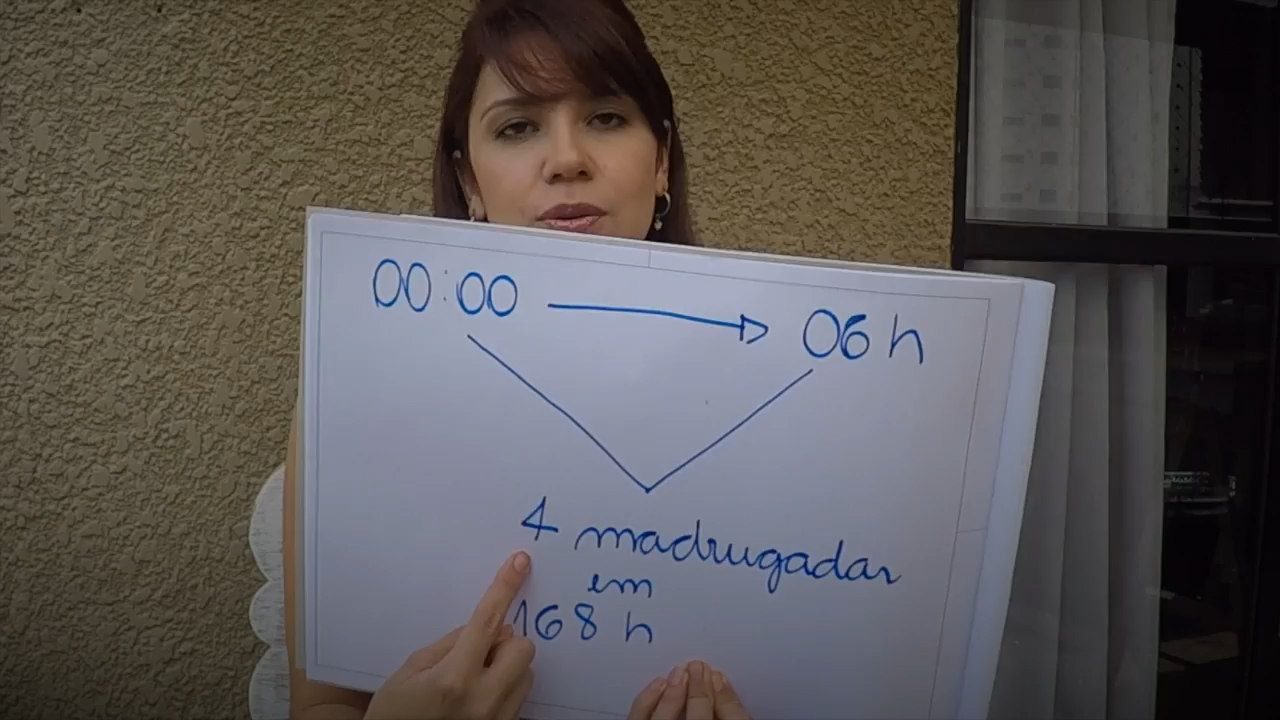 00:00 → 06 h
4 madrugadas
em
168 h